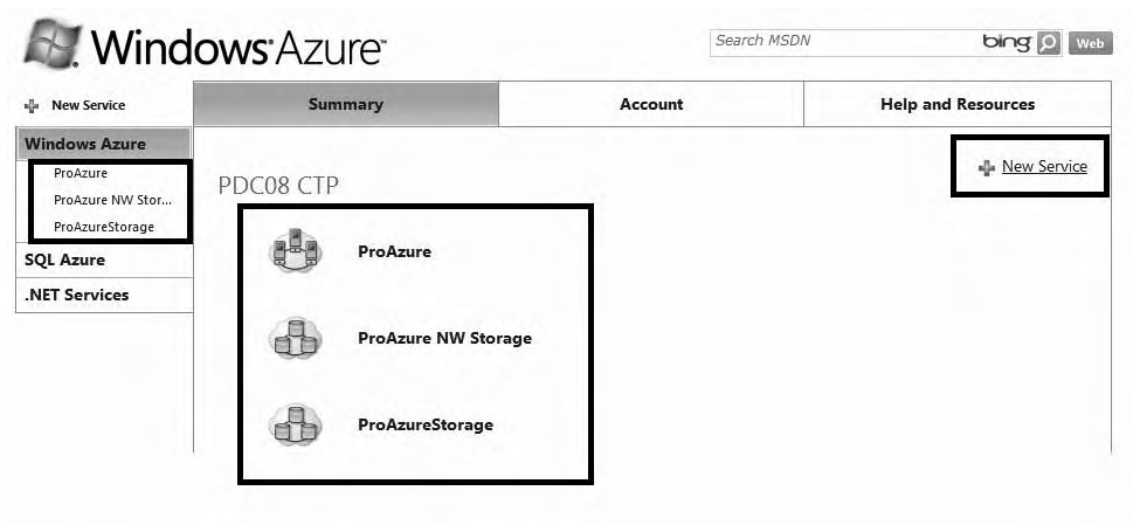 Windows Azure™
Search MSDN
bing
Web
New Service
Summary
Account
Help and Resources
Windows Azure
ProAzure
ProAzure NW Stor...
ProAzureStorage
SQL Azure
.NET Services
New Service
PDC08 CTP
ProAzure
ProAzure NW Storage
ProAzureStorage